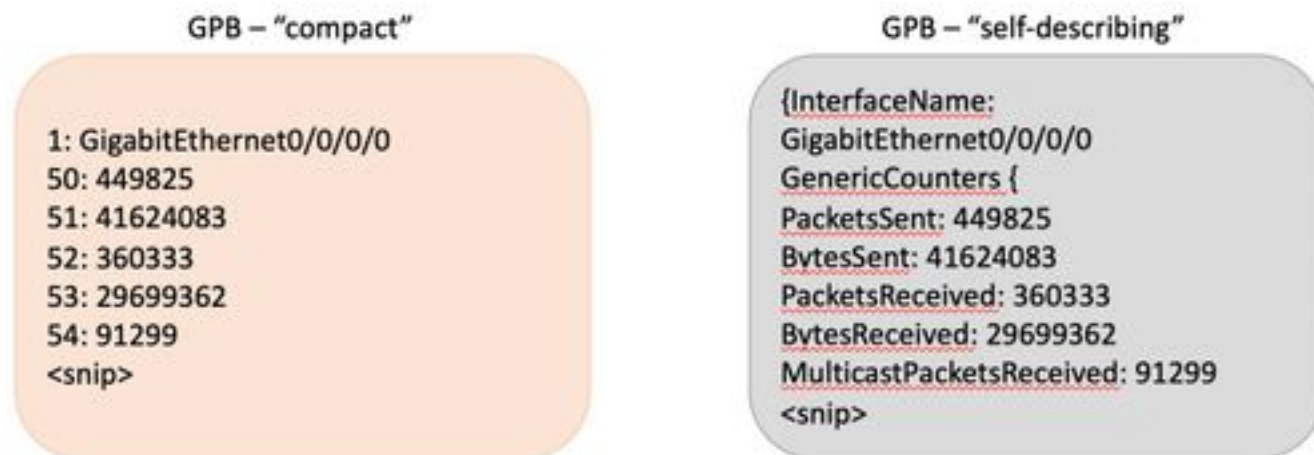 GPB – “compact”
1: GigabitEthernet0/0/0/0
50: 449825
51: 41624083
52: 360333
53: 29699362
54: 91299
<snip>
GPB – “self-describing”
{InterfaceName:
GigabitEthernet0/0/0/0
GenericCounters {
PacketsSent: 449825
BytesSent: 41624083
PacketsReceived: 360333
BytesReceived: 29699362
MulticastPacketsReceived: 91299
<snip>